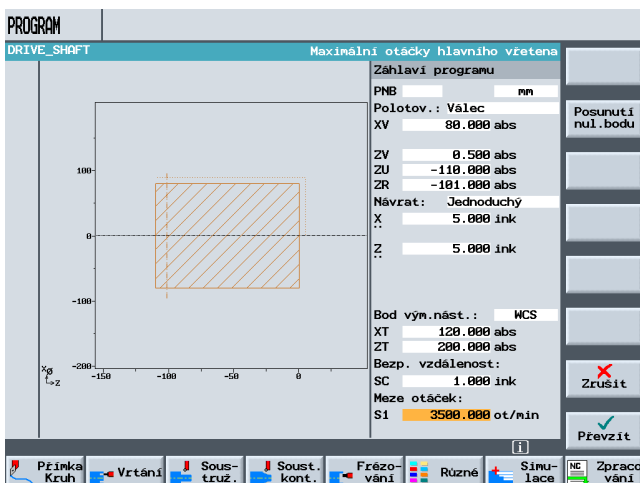 PROGRAM
DRIVE_SHAFT
Maximální otáčky hlavního vřetena
Záhlaví programu
PNB mm
Polotov.: Válec
XV 80.000 abs
ZV 0.500 abs
ZU -110.000 abs
ZR -101.000 abs
Návrat: Jednoduchý
X 5.000 ink
Z 5.000 ink
Bod vým.nást.: WCS
XT 120.000 abs
ZT 200.000 abs
Bezp. vzdálenost:
SC 1.000 ink
Meze otáček:
S1 3500.000 ot/min
100
0
-100
-200
-150 -100 -50 0
Xø
Z
Posunutí
nul.bodu
Zrušit
Převzít
i
Přímka
Kruh
Vrtání
Sous-
truž.
Soust.
kont.
Frézo-
vání
Různé
Simu-
lace
NC
Zpraco
vání